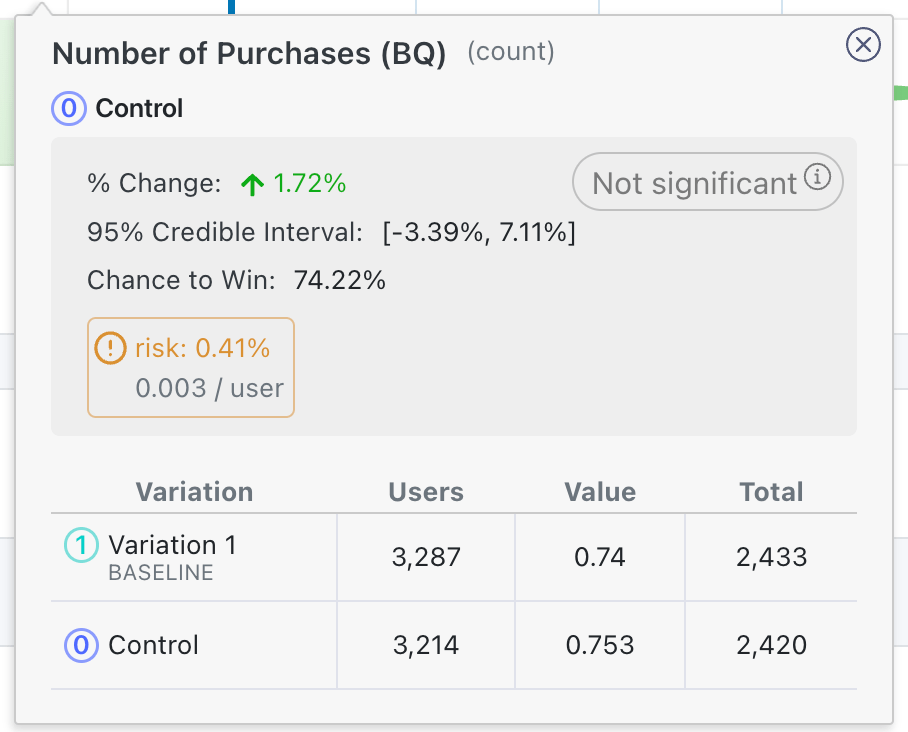 Number of Purchases (BQ) (count)
0 Control
% Change: ↑ 1.72% Not significant
95% Credible Interval: [-3.39%, 7.11%]
Chance to Win: 74.22%
risk: 0.41%
0.003 / user
Variation Users Value Total
1 Variation 1 3,287 0.74 2,433
BASELINE
0 Control 3,214 0.753 2,420